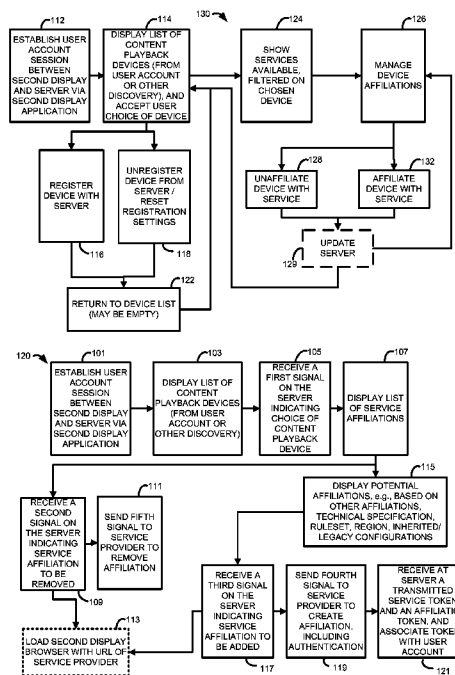 130
112
ESTABLISH USER
ACCOUNT
SESSION
BETWEEN
SECOND DISPLAY
AND SERVER VIA
SECOND DISPLAY
APPLICATION
114
DISPLAY LIST OF
CONTENT
PLAYBACK
DEVICES (FROM
USER ACCOUNT
OR OTHER
DISCOVERY), AND
ACCEPT USER
CHOICE OF DEVICE
124
SHOW
SERVICES
AVAILABLE,
FILTERED ON
CHOSEN
DEVICE
126
MANAGE
DEVICE
AFFILIATIONS
REGISTER
DEVICE WITH
SERVER
116
UNREGISTER
DEVICE FROM
SERVER /
RESET
REGISTRATION
SETTINGS
118
128
UNAFFILIATE
DEVICE WITH
SERVICE
132
AFFILIATE
DEVICE WITH
SERVICE
UPDATE
SERVER
129
122
RETURN TO DEVICE LIST
(MAY BE EMPTY)
120
101
ESTABLISH USER
ACCOUNT
SESSION
BETWEEN
SECOND DISPLAY
AND SERVER VIA
SECOND DISPLAY
APPLICATION
103
DISPLAY LIST OF
CONTENT
PLAYBACK DEVICES
(FROM USER
ACCOUNT OR
OTHER DISCOVERY)
105
RECEIVE A
FIRST SIGNAL
ON THE
SERVER
INDICATING
CHOICE OF
CONTENT
PLAYBACK
DEVICE
107
DISPLAY LIST
OF SERVICE
AFFILIATIONS
RECEIVE A
SECOND
SIGNAL ON
THE SERVER
INDICATING
SERVICE
AFFILIATION
TO BE
REMOVED
109
111
SEND FIFTH
SIGNAL TO
SERVICE
PROVIDER TO
REMOVE
AFFILIATION
115
DISPLAY POTENTIAL
AFFILIATIONS, e.g., BASED
ON OTHER AFFILIATIONS,
TECHNICAL SPECIFICATION,
RULESET, REGION, INHERITED/
LEGACY CONFIGURATIONS
113
LOAD SECOND DISPLAY
BROWSER WITH URL OF
SERVICE PROVIDER
RECEIVE A
THIRD SIGNAL
ON THE
SERVER
INDICATING
SERVICE
AFFILIATION
TO BE ADDED
117
SEND FOURTH
SIGNAL TO
SERVICE
PROVIDER TO
CREATE
AFFILIATION,
INCLUDING
AUTHENTICATION
119
RECEIVE AT
SERVER A
TRANSMITTED
SERVICE TOKEN
AND AN AFFILIATION
TOKEN, AND
ASSOCIATE TOKEN
WITH USER
ACCOUNT
121